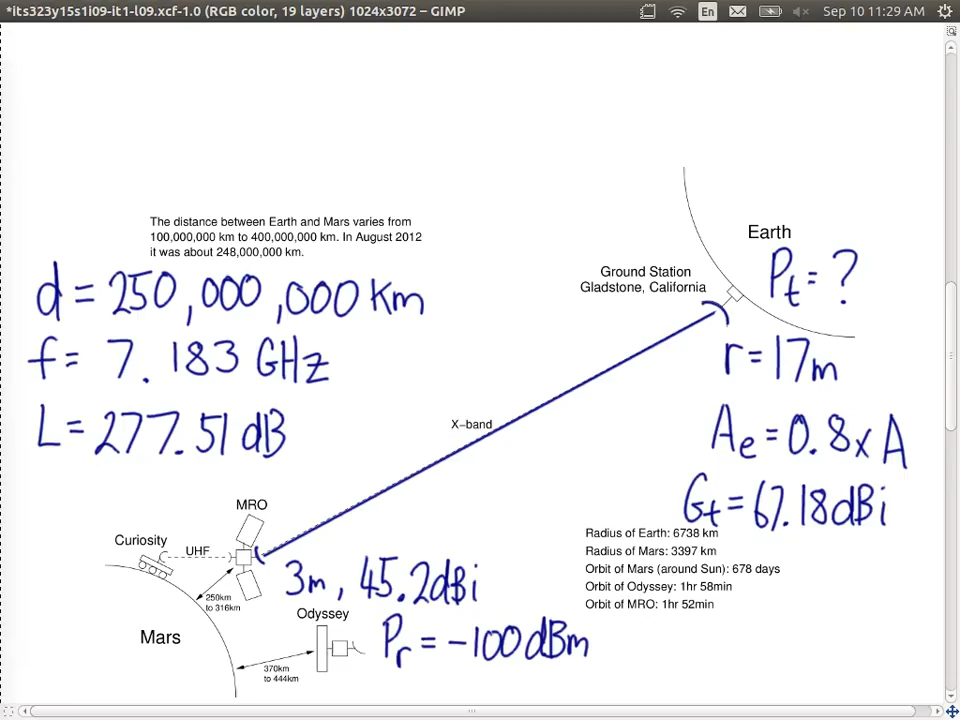 *its323y15s1i09-it1-l09.xcf-1.0 (RGB color, 19 layers) 1024x3072 – GIMP
En
Sep 10 11:29 AM
The distance between Earth and Mars varies from
100,000,000 km to 400,000,000 km. In August 2012
it was about 248,000,000 km.
d = 250,000,000 Km
f = 7.183 GHz
L = 277.51 dB
Earth
Ground Station
Gladstone, California
Pt = ?
r = 17m
Ae = 0.8 x A
Gt = 67.18 dBi
X–band
MRO
Curiosity
UHF
250km
to 316km
3m, 45.2dBi
Radius of Earth: 6738 km
Radius of Mars: 3397 km
Orbit of Mars (around Sun): 678 days
Orbit of Odyssey: 1hr 58min
Orbit of MRO: 1hr 52min
Odyssey
Pr = -100 dBm
Mars
370km
to 444km